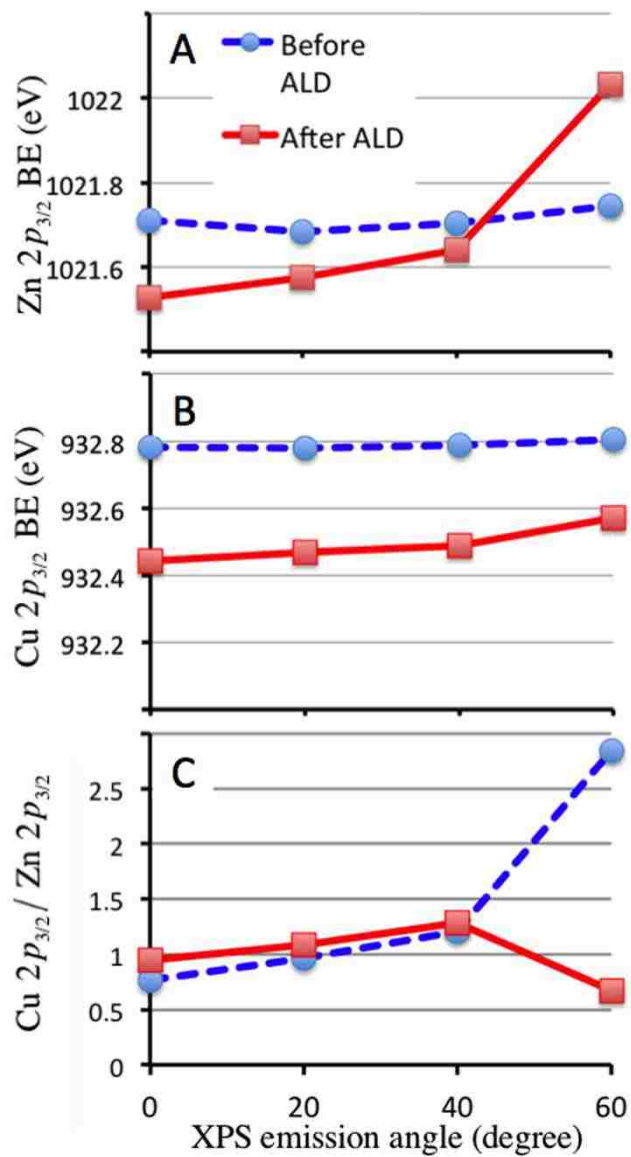 A
Before
ALD
After ALD
1022
1021.8
1021.6
Zn 2p3/2 BE (eV)
B
932.8
932.6
932.4
932.2
Cu 2p3/2 BE (eV)
C
2.5
2
1.5
1
0.5
0
Cu 2p3/2 / Zn 2p3/2
0 20 40 60
XPS emission angle (degree)